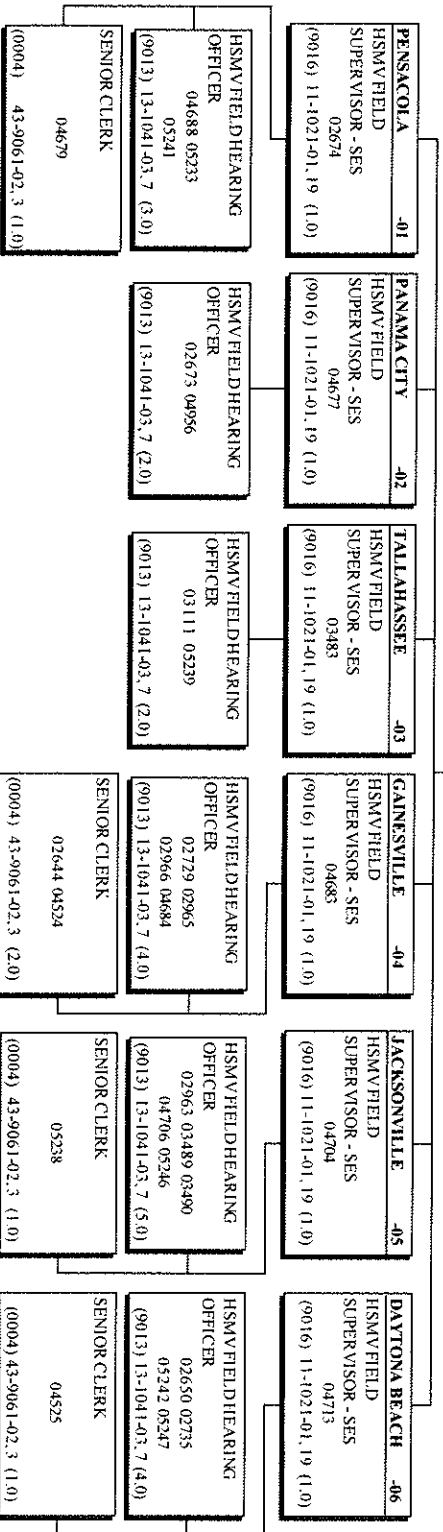 PENSACOLA -01
HSMV FIELD
SUPERVISOR - SES
02674
(9016) 11-1021-01, 19 (1.0)
HSMV FIELD HEARING
OFFICER
04688 05233
05241
(9013) 13-1041-03, 7 (3.0)
SENIOR CLERK
04679
(0004) 43-9061-02, 3 (1.0)
PANAMA CITY -02
HSMV FIELD
SUPERVISOR - SES
04677
(9016) 11-1021-01, 19 (1.0)
HSMV FIELD HEARING
OFFICER
02673 04956
(9013) 13-1041-03, 7 (2.0)
TALLAHASSEE -03
HSMV FIELD
SUPERVISOR - SES
03483
(9016) 11-1021-01, 19 (1.0)
HSMV FIELD HEARING
OFFICER
03111 05239
(9013) 13-1041-03, 7 (2.0)
GAINESVILLE -04
HSMV FIELD
SUPERVISOR - SES
04683
(9016) 11-1021-01, 19 (1.0)
HSMV FIELD HEARING
OFFICER
02729 02965
02966 04684
(9013) 13-1041-03, 7 (4.0)
SENIOR CLERK
02644 04524
(0004) 43-9061-02, 3 (2.0)
JACKSONVILLE -05
HSMV FIELD
SUPERVISOR - SES
04704
(9016) 11-1021-01, 19 (1.0)
HSMV FIELD HEARING
OFFICER
02963 03489 03490
04706 05246
(9013) 13-1041-03, 7 (5.0)
SENIOR CLERK
05238
(0004) 43-9061-02, 3 (1.0)
DAYTONA BEACH -06
HSMV FIELD
SUPERVISOR - SES
04713
(9016) 11-1021-01, 19 (1.0)
HSMV FIELD HEARING
OFFICER
02650 02735
05242 05247
(9013) 13-1041-03, 7 (4.0)
SENIOR CLERK
04525
(0004) 43-9061-02, 3 (1.0)